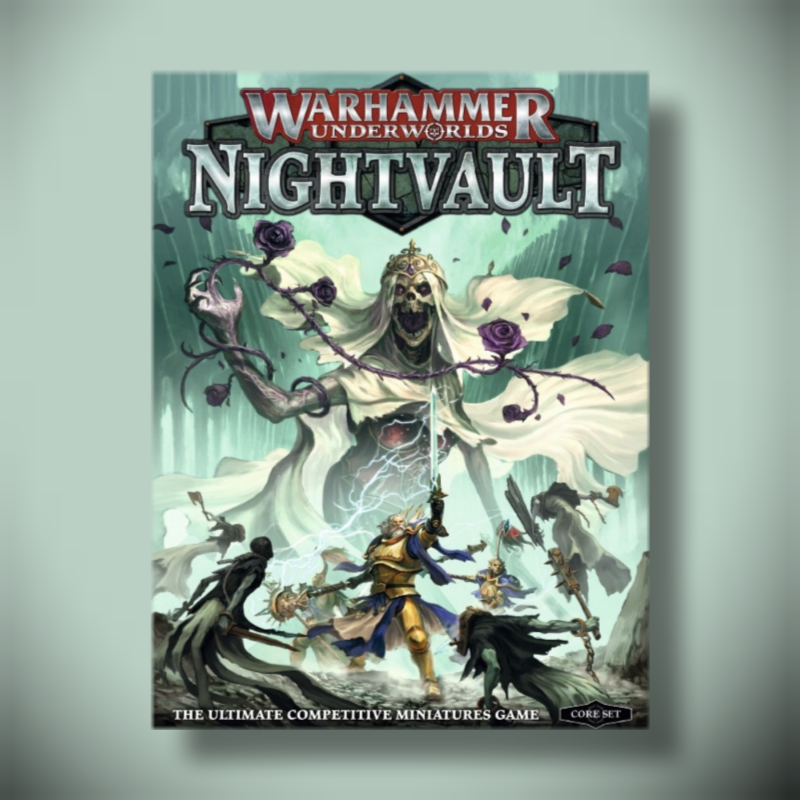 WARHAMMER
UNDERWORLDS
NIGHTVAULT
THE ULTIMATE COMPETITIVE MINIATURES GAME
CORE SET